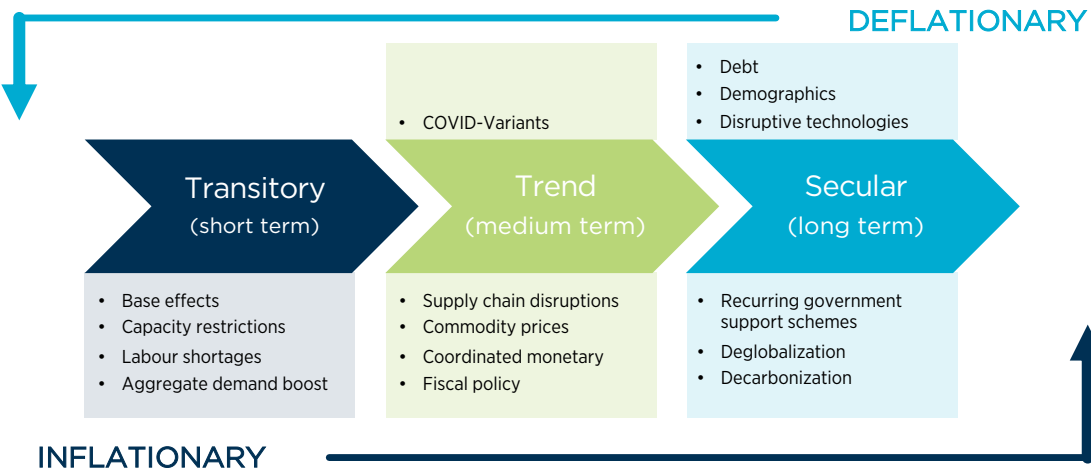 DEFLATIONARY
• COVID-Variants
• Debt
• Demographics
• Disruptive technologies
Transitory
(short term)
Trend
(medium term)
Secular
(long term)
• Base effects
• Capacity restrictions
• Labour shortages
• Aggregate demand boost
• Supply chain disruptions
• Commodity prices
• Coordinated monetary
• Fiscal policy
• Recurring government
support schemes
• Deglobalization
• Decarbonization
INFLATIONARY